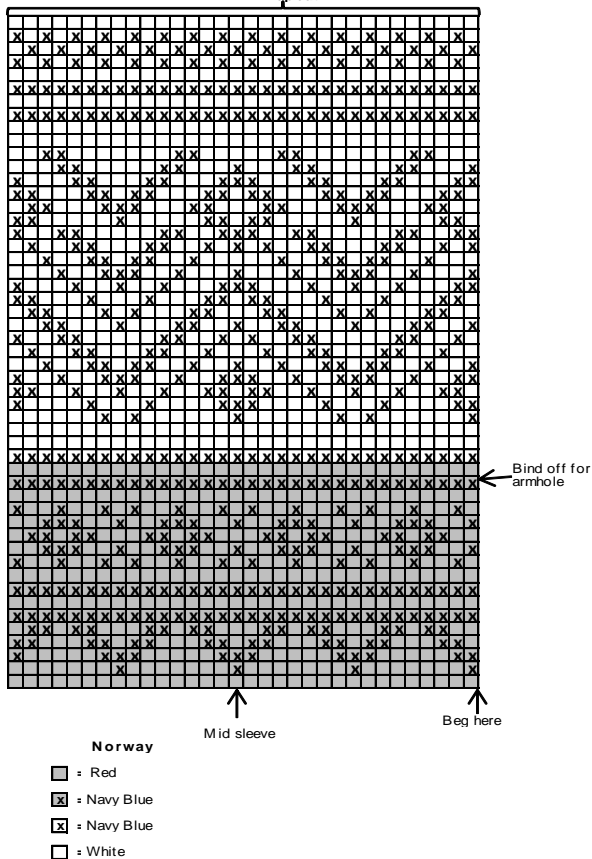 Bind off for
armhole
Mid sleeve
Beg here
Norway
= Red
x = Navy Blue
x = Navy Blue
= White